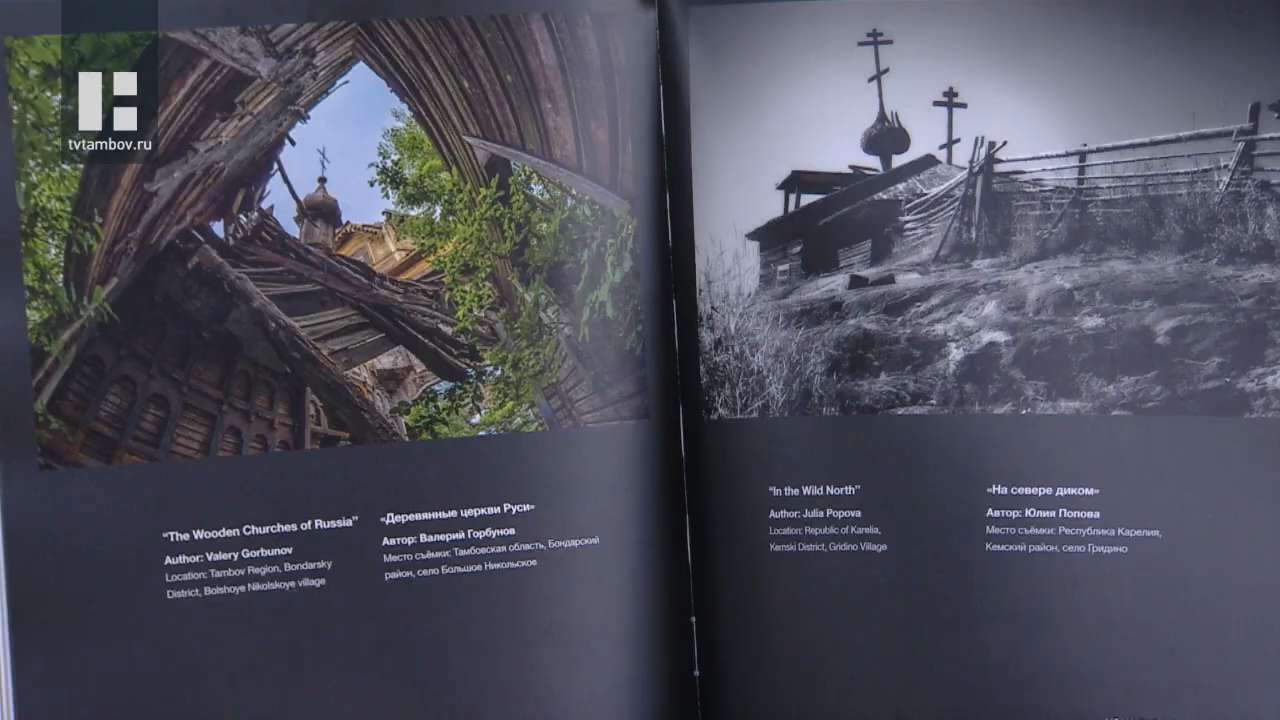 tvtambov.ru
“The Wooden Churches of Russia”
Author: Valery Gorbunov
Location: Tambov Region, Bondarsky
District, Bolshoye Nikolskoye village
«Деревянные церкви Руси»
Автор: Валерий Горбунов
Место съёмки: Тамбовская область, Бондарский
район, село Большое Никольское
“In the Wild North”
Author: Julia Popova
Location: Republic of Karelia,
Kemski District, Gridino Village
«На севере диком»
Автор: Юлия Попова
Место съёмки: Республика Карелия,
Кемский район, село Гридино